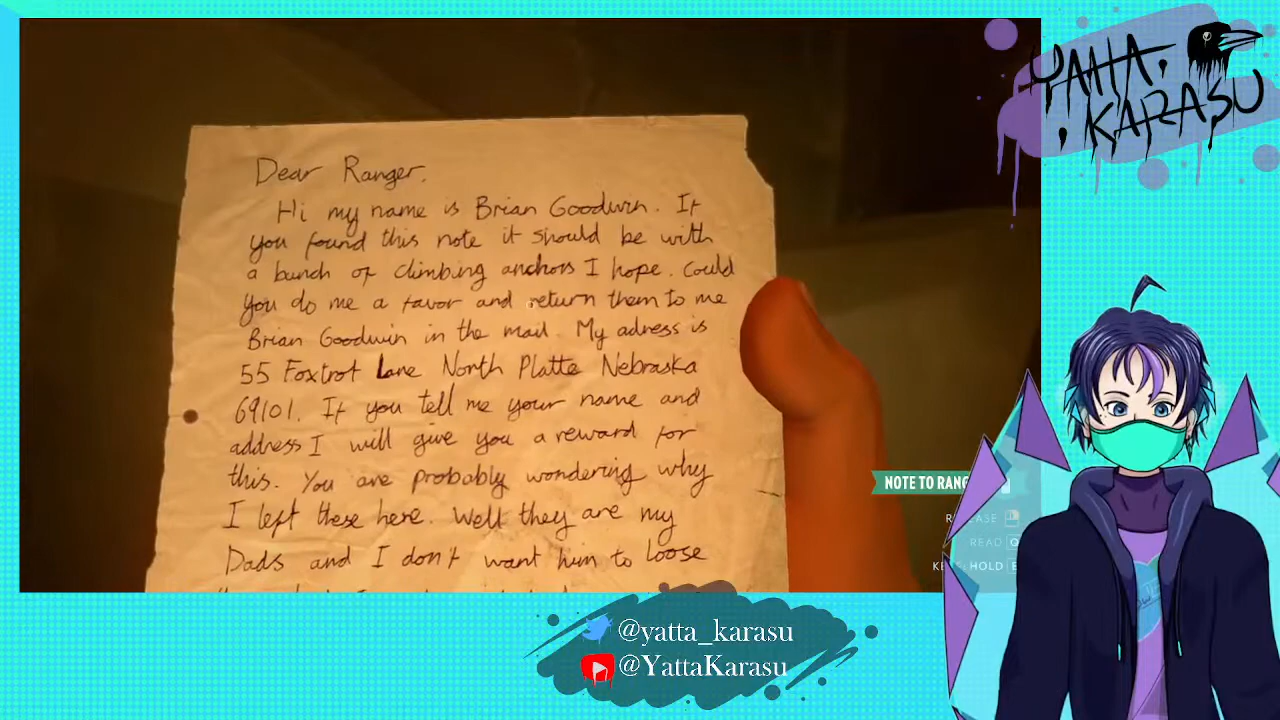 Dear Ranger.
Hi my name is Brian Goodwin. If
you found this note it should be with
a bunch of climbing anchors I hope. Could
you do me a favor and return them to me
Brian Goodwin in the mail. My adress is
55 Foxtrot Lane North Platte Nebraska
69101. If you tell me your name and
address I will give you a reward for
this. You are probably wondering why
I left these here. Well they are my
Dads and I don't want him to loose
YATTA.
KARASU
NOTE TO RANG
READ
HOLD E
@yatta_karasu
@YattaKarasu